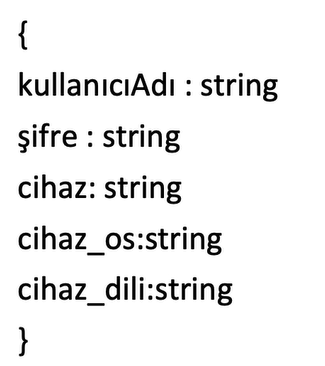 {
kullanıcıAdı : string
şifre : string
cihaz: string
cihaz_os:string
cihaz_dili:string
}